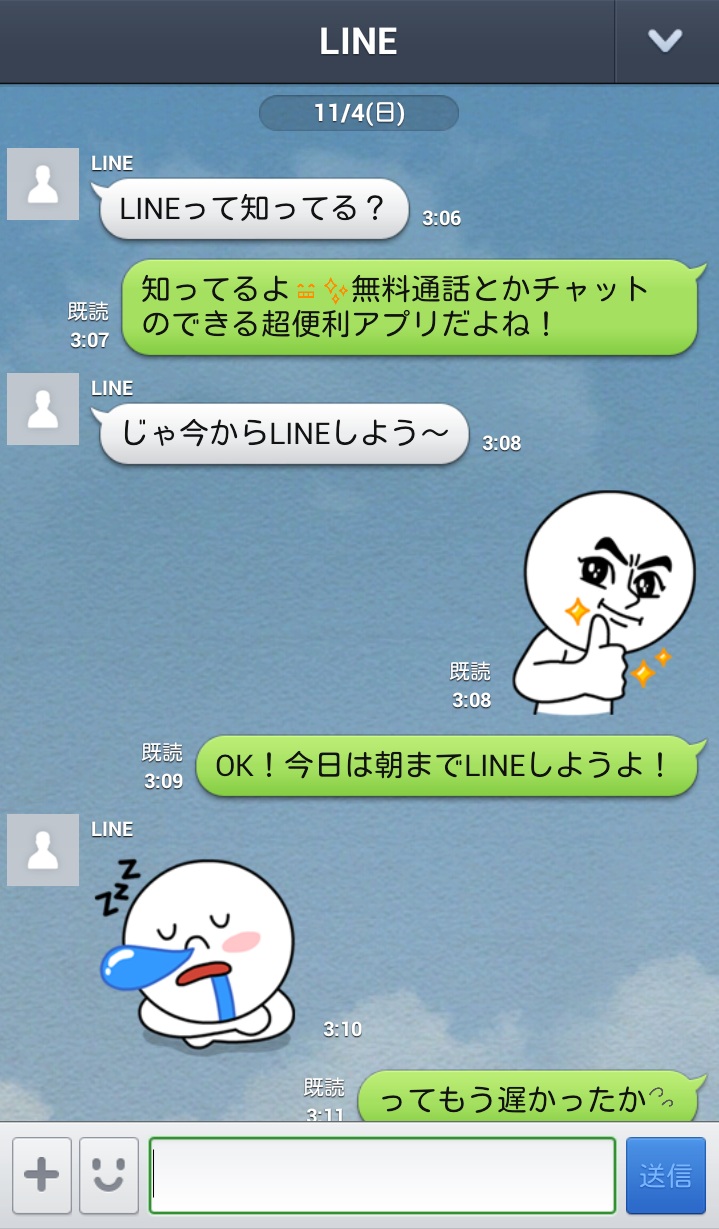 LINE
11/4(日)
LINE
LINEって知ってる？
3:06
知ってるよ無料通話とかチャット
のできる超便利アプリだよね！
既読
3:07
LINE
じゃ今からLINEしよう〜
3:08
既読
3:08
OK！今日は朝までLINEしようよ！
既読
3:09
LINE
zzz
3:10
ってもう遅かったか
既読
3:11
送信